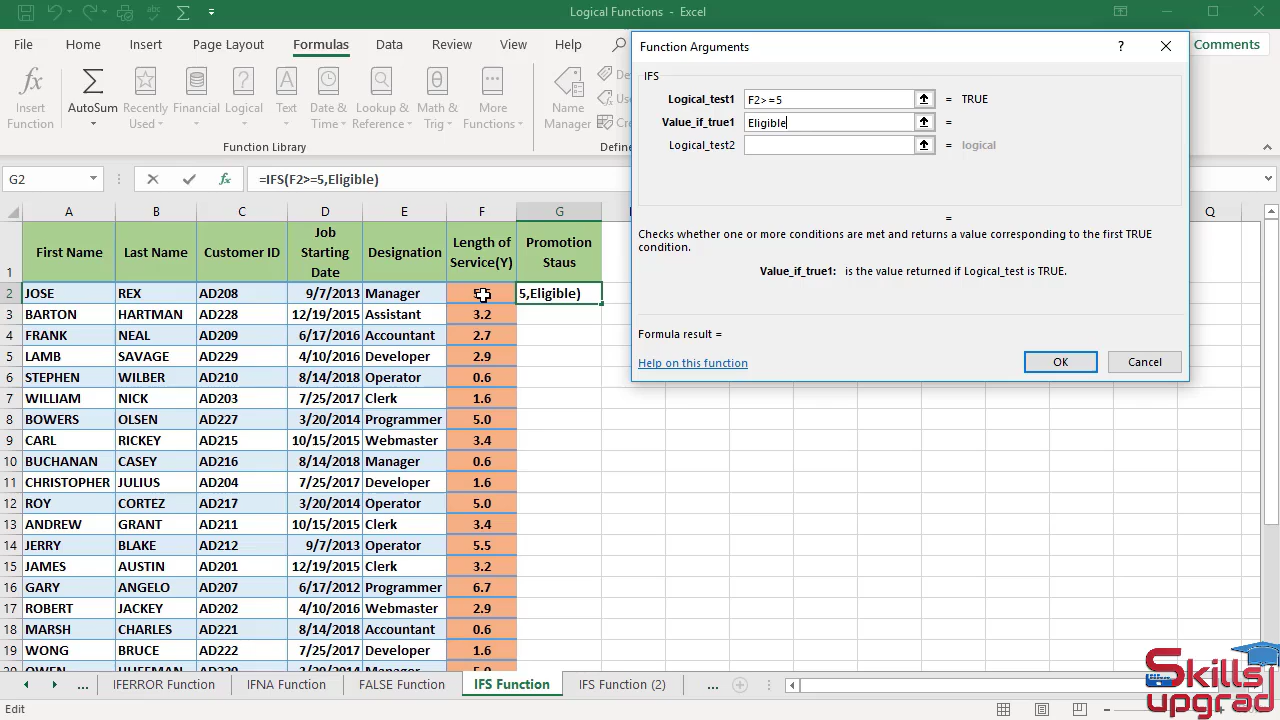 Logical Functions - Excel
File Home Insert Page Layout Formulas Data Review View Help Comments
Insert Function
AutoSum
Recently Used
Financial
Logical
Text
Date & Time
Lookup & Reference
Math & Trig
More Functions
Name Manager
Function Library
G2 =IFS(F2>=5,Eligible)
Function Arguments ?
IFS
Logical_test1 F2>=5 = TRUE
Value_if_true1 Eligible =
Logical_test2 = logical
=
Checks whether one or more conditions are met and returns a value corresponding to the first TRUE
condition.
Value_if_true1: is the value returned if Logical_test is TRUE.
Formula result =
Help on this function OK Cancel
A B C D E F G Q
1 First Name Last Name Customer ID Job Starting Date Designation Length of Service(Y) Promotion Staus
2 JOSE REX AD208 9/7/2013 Manager 5,Eligible)
3 BARTON HARTMAN AD228 12/19/2015 Assistant 3.2
4 FRANK NEAL AD209 6/17/2016 Accountant 2.7
5 LAMB SAVAGE AD229 4/10/2016 Developer 2.9
6 STEPHEN WILBER AD210 8/14/2018 Operator 0.6
7 WILLIAM NICK AD203 7/25/2017 Clerk 1.6
8 BOWERS OLSEN AD227 3/20/2014 Programmer 5.0
9 CARL RICKEY AD215 10/15/2015 Webmaster 3.4
10 BUCHANAN CASEY AD216 8/14/2018 Manager 0.6
11 CHRISTOPHER JULIUS AD204 7/25/2017 Developer 1.6
12 ROY CORTEZ AD217 3/20/2014 Operator 5.0
13 ANDREW GRANT AD211 10/15/2015 Clerk 3.4
14 JERRY BLAKE AD212 9/7/2013 Operator 5.5
15 JAMES AUSTIN AD201 12/19/2015 Clerk 3.2
16 GARY ANGELO AD207 6/17/2012 Programmer 6.7
17 ROBERT JACKEY AD202 4/10/2016 Webmaster 2.9
18 MARSH CHARLES AD221 8/14/2018 Accountant 0.6
19 WONG BRUCE AD222 7/25/2017 Developer 1.6
... IFERROR Function IFNA Function FALSE Function IFS Function IFS Function (2) ...
Edit
Skills
upgrad